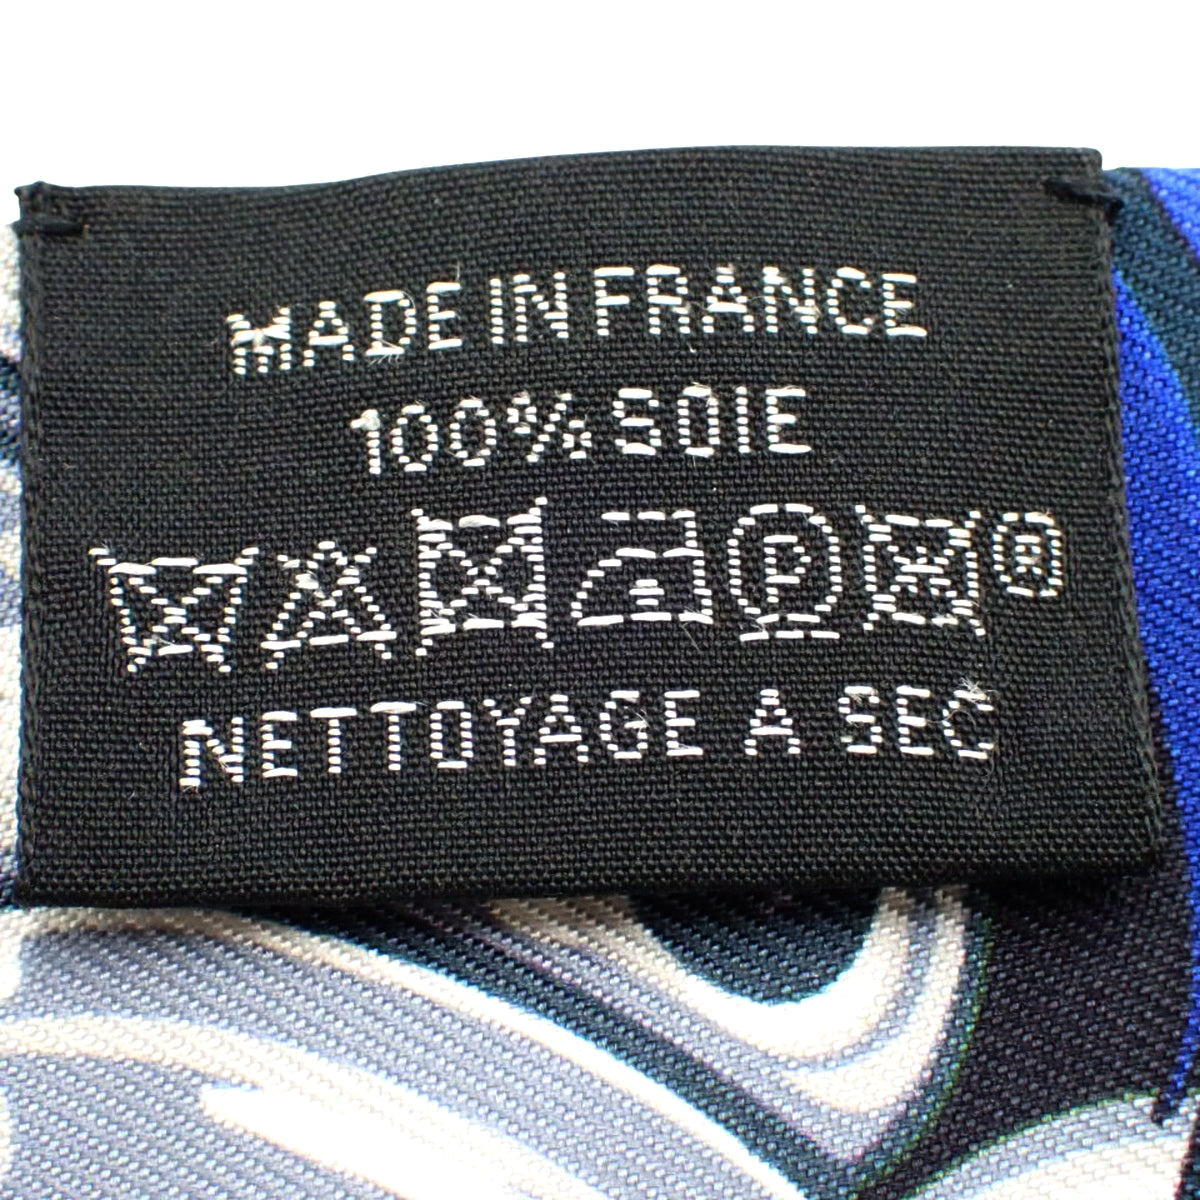 MADE IN FRANCE
100% SOIE
P ®
NETTOYAGE A SEC